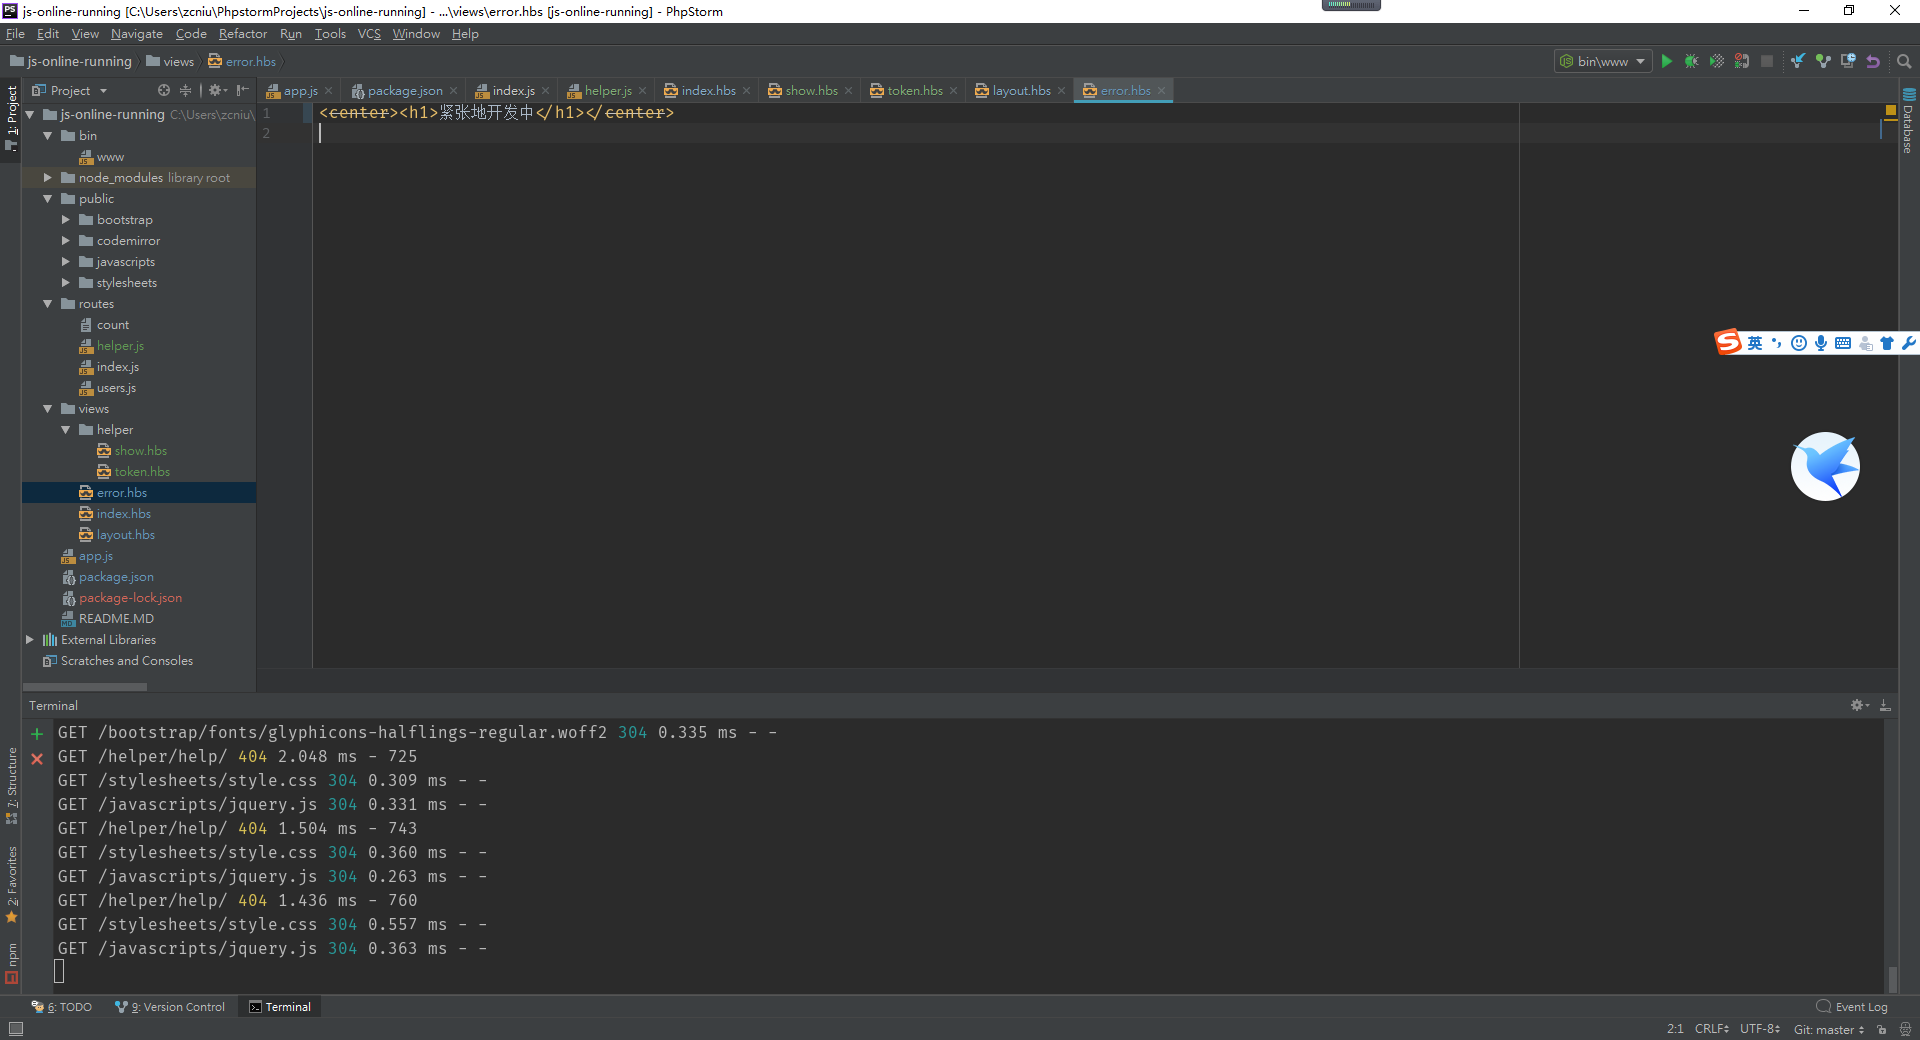 js-online-running [C:\Users\zcniu\PhpstormProjects\js-online-running] - ...\views\error.hbs [js-online-running] - PhpStorm
File Edit View Navigate Code Refactor Run Tools VCS Window Help
js-online-running views error.hbs bin\www
Project app.js package.json index.js helper.js index.hbs show.hbs token.hbs layout.hbs error.hbs
1: Project
Database
js-online-running C:\Users\zcniu\
bin
www
node_modules library root
public
bootstrap
codemirror
javascripts
stylesheets
routes
count
helper.js
index.js
users.js
views
helper
show.hbs
token.hbs
error.hbs
index.hbs
layout.hbs
app.js
package.json
package-lock.json
README.MD
External Libraries
Scratches and Consoles
1 <center><h1>紧张地开发中</h1></center>
2
英
Terminal
GET /bootstrap/fonts/glyphicons-halflings-regular.woff2 304 0.335 ms - -
GET /helper/help/ 404 2.048 ms - 725
GET /stylesheets/style.css 304 0.309 ms - -
GET /javascripts/jquery.js 304 0.331 ms - -
GET /helper/help/ 404 1.504 ms - 743
GET /stylesheets/style.css 304 0.360 ms - -
GET /javascripts/jquery.js 304 0.263 ms - -
GET /helper/help/ 404 1.436 ms - 760
GET /stylesheets/style.css 304 0.557 ms - -
GET /javascripts/jquery.js 304 0.363 ms - -
7: Structure
2: Favorites
npm
6: TODO 9: Version Control Terminal Event Log
2:1 CRLF UTF-8 Git: master